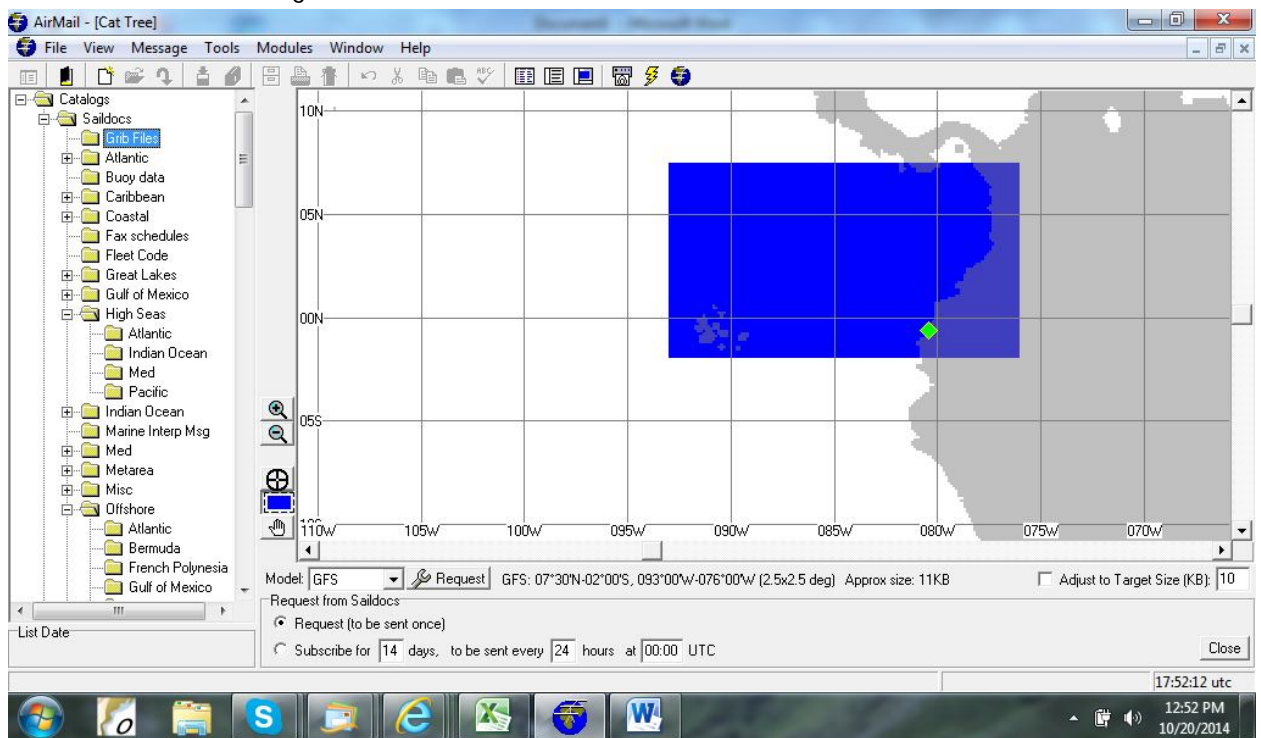 AirMail - [Cat Tree]
File View Message Tools Modules Window Help
Catalogs
Saildocs
Grib Files
Atlantic
Buoy data
Caribbean
Coastal
Fax schedules
Fleet Code
Great Lakes
Gulf of Mexico
High Seas
Atlantic
Indian Ocean
Med
Pacific
Indian Ocean
Marine Interp Msg
Med
Metarea
Misc
Offshore
Atlantic
Bermuda
French Polynesia
Gulf of Mexico
List Date
10N
05N
00N
05S
110W 105W 100W 095W 090W 085W 080W 075W 070W
Model: GFS Request GFS: 07°30'N-02°00'S, 093°00'W-076°00'W (2.5x2.5 deg) Approx size: 11KB Adjust to Target Size (KB): 10
Request from Saildocs
Request (to be sent once)
Subscribe for 14 days, to be sent every 24 hours at 00:00 UTC
Close
17:52:12 utc
12:52 PM
10/20/2014